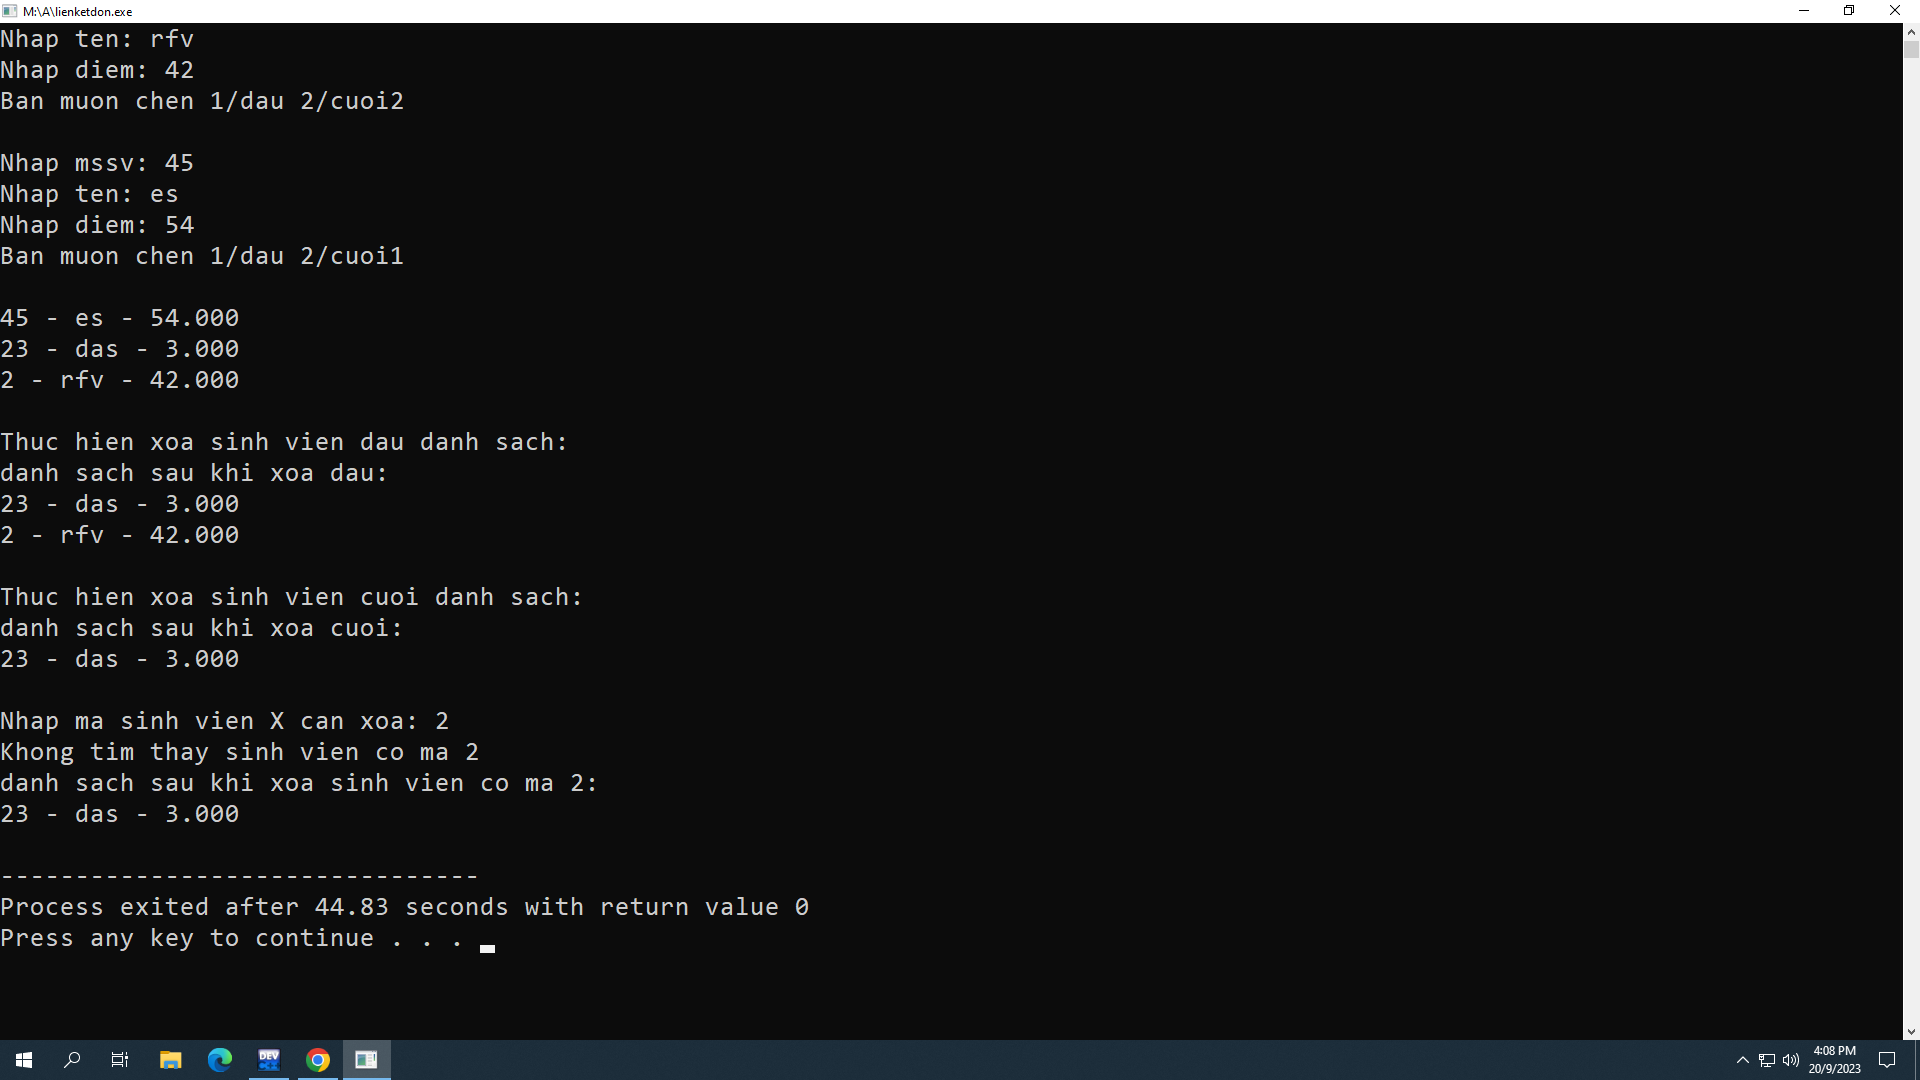 M:\A\lienketdon.exe
Nhap ten: rfv
Nhap diem: 42
Ban muon chen 1/dau 2/cuoi2
Nhap mssv: 45
Nhap ten: es
Nhap diem: 54
Ban muon chen 1/dau 2/cuoi1
45 - es - 54.000
23 - das - 3.000
2 - rfv - 42.000
Thuc hien xoa sinh vien dau danh sach:
danh sach sau khi xoa dau:
23 - das - 3.000
2 - rfv - 42.000
Thuc hien xoa sinh vien cuoi danh sach:
danh sach sau khi xoa cuoi:
23 - das - 3.000
Nhap ma sinh vien X can xoa: 2
Khong tim thay sinh vien co ma 2
danh sach sau khi xoa sinh vien co ma 2:
23 - das - 3.000
--------------------------------
Process exited after 44.83 seconds with return value 0
Press any key to continue . . .
DEV
4:08 PM
20/9/2023